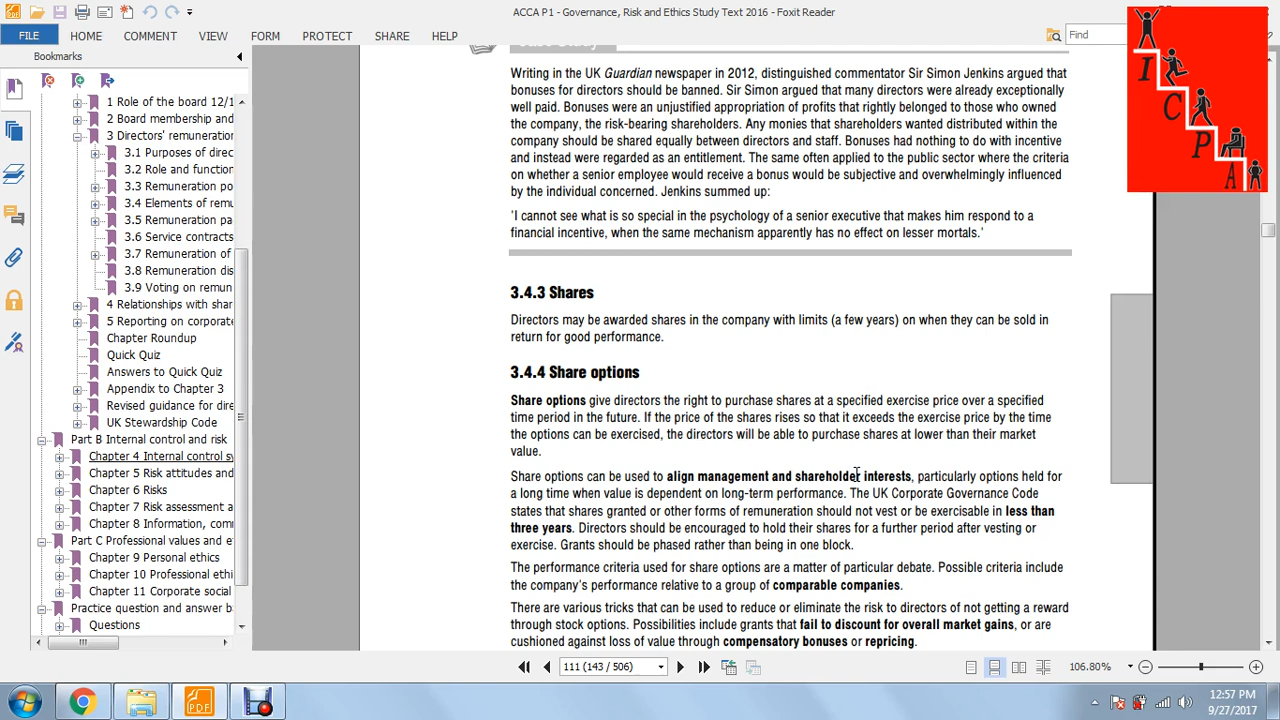 ACCA P1 - Governance, Risk and Ethics Study Text 2016 - Foxit Reader
FILE
HOME
COMMENT
VIEW
FORM
PROTECT
SHARE
HELP
Find
Bookmarks
1 Role of the board 12/1
2 Board membership and
3 Directors' remuneration
3.1 Purposes of direc
3.2 Role and function
3.3 Remuneration po
3.4 Elements of remu
3.5 Remuneration pa
3.6 Service contracts
3.7 Remuneration of
3.8 Remuneration dis
3.9 Voting on remun
4 Relationships with shar
5 Reporting on corporate
Chapter Roundup
Quick Quiz
Answers to Quick Quiz
Appendix to Chapter 3
Revised guidance for dire
UK Stewardship Code
Part B Internal control and risk
Chapter 4 Internal control sy
Chapter 5 Risk attitudes and
Chapter 6 Risks
Chapter 7 Risk assessment a
Chapter 8 Information, comm
Part C Professional values and e
Chapter 9 Personal ethics
Chapter 10 Professional ethi
Chapter 11 Corporate social
Practice question and answer b
Questions
Writing in the UK Guardian newspaper in 2012, distinguished commentator Sir Simon Jenkins argued that
bonuses for directors should be banned. Sir Simon argued that many directors were already exceptionally
well paid. Bonuses were an unjustified appropriation of profits that rightly belonged to those who owned
the company, the risk-bearing shareholders. Any monies that shareholders wanted distributed within the
company should be shared equally between directors and staff. Bonuses had nothing to do with incentive
and instead were regarded as an entitlement. The same often applied to the public sector where the criteria
on whether a senior employee would receive a bonus would be subjective and overwhelmingly influenced
by the individual concerned. Jenkins summed up:
'I cannot see what is so special in the psychology of a senior executive that makes him respond to a
financial incentive, when the same mechanism apparently has no effect on lesser mortals.'
3.4.3 Shares
Directors may be awarded shares in the company with limits (a few years) on when they can be sold in
return for good performance.
3.4.4 Share options
Share options give directors the right to purchase shares at a specified exercise price over a specified
time period in the future. If the price of the shares rises so that it exceeds the exercise price by the time
the options can be exercised, the directors will be able to purchase shares at lower than their market
value.
Share options can be used to align management and shareholder interests, particularly options held for
a long time when value is dependent on long-term performance. The UK Corporate Governance Code
states that shares granted or other forms of remuneration should not vest or be exercisable in less than
three years. Directors should be encouraged to hold their shares for a further period after vesting or
exercise. Grants should be phased rather than being in one block.
The performance criteria used for share options are a matter of particular debate. Possible criteria include
the company's performance relative to a group of comparable companies.
There are various tricks that can be used to reduce or eliminate the risk to directors of not getting a reward
through stock options. Possibilities include grants that fail to discount for overall market gains, or are
cushioned against loss of value through compensatory bonuses or repricing.
I
C
P
A
111 (143 / 506)
106.80%
PDF
12:57 PM
9/27/2017